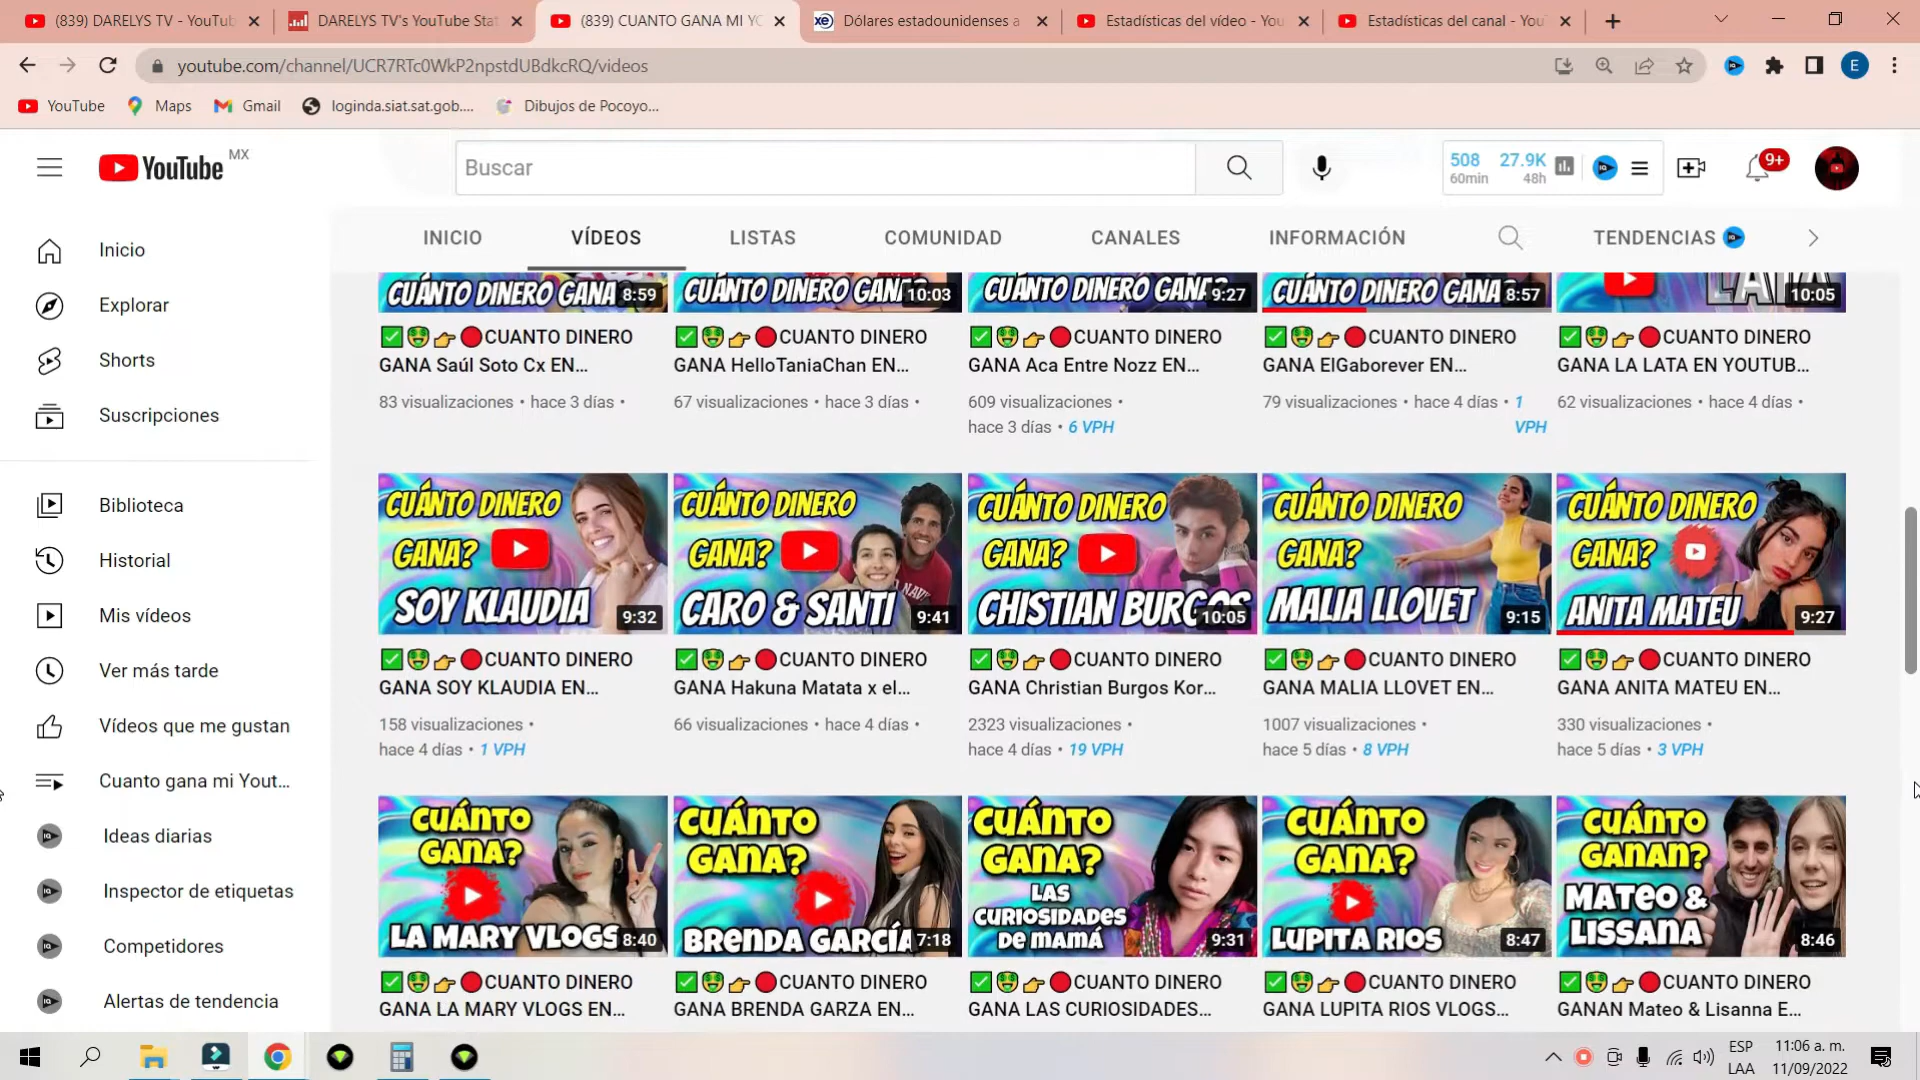 (839) DARELYS TV - YouTub
DARELYS TV's YouTube Stat
(839) CUANTO GANA MI YO
xe
Dólares estadounidenses a
Estadísticas del vídeo - You
Estadísticas del canal - You
youtube.com/channel/UCR7RTc0WkP2npstdUBdkcRQ/videos
E
YouTube
Maps
Gmail
loginda.siat.sat.gob....
Dibujos de Pocoyo...
YouTube MX
Buscar
508
60min
27.9K
48h
9+
Inicio
Explorar
Shorts
Suscripciones
Biblioteca
Historial
Mis vídeos
Ver más tarde
Vídeos que me gustan
Cuanto gana mi Yout...
Ideas diarias
Inspector de etiquetas
Competidores
Alertas de tendencia
INICIO
VÍDEOS
LISTAS
COMUNIDAD
CANALES
INFORMACIÓN
TENDENCIAS
CUÁNTO DINERO GANA 8:59
CUÁNTO DINERO GANA 10:03
CUÁNTO DINERO GANA 9:27
CUÁNTO DINERO GANA 8:57
LATA 10:05
✅🤑👉🔴CUANTO DINERO
GANA Saúl Soto Cx EN...
83 visualizaciones • hace 3 días •
✅🤑👉🔴CUANTO DINERO
GANA HelloTaniaChan EN...
67 visualizaciones • hace 3 días •
✅🤑👉🔴CUANTO DINERO
GANA Aca Entre Nozz EN...
609 visualizaciones •
hace 3 días • 6 VPH
✅🤑👉🔴CUANTO DINERO
GANA ElGaborever EN...
79 visualizaciones • hace 4 días • 1
VPH
✅🤑👉🔴CUANTO DINERO
GANA LA LATA EN YOUTUB...
62 visualizaciones • hace 4 días •
CUÁNTO DINERO
GANA?
SOY KLAUDIA 9:32
CUÁNTO DINERO
GANA?
CARO & SANTI 9:41
CUÁNTO DINERO
GANA?
CHISTIAN BURGOS 10:05
CUÁNTO DINERO
GANA?
MALIA LLOVET 9:15
CUÁNTO DINERO
GANA?
ANITA MATEU 9:27
✅🤑👉🔴CUANTO DINERO
GANA SOY KLAUDIA EN...
158 visualizaciones •
hace 4 días • 1 VPH
✅🤑👉🔴CUANTO DINERO
GANA Hakuna Matata x el...
66 visualizaciones • hace 4 días •
✅🤑👉🔴CUANTO DINERO
GANA Christian Burgos Kor...
2323 visualizaciones •
hace 4 días • 19 VPH
✅🤑👉🔴CUANTO DINERO
GANA MALIA LLOVET EN...
1007 visualizaciones •
hace 5 días • 8 VPH
✅🤑👉🔴CUANTO DINERO
GANA ANITA MATEU EN...
330 visualizaciones •
hace 5 días • 3 VPH
CUÁNTO
GANA?
LA MARY VLOGS 8:40
CUÁNTO
GANA?
BRENDA GARCÍA 7:18
CUÁNTO
GANA?
LAS
CURIOSIDADES
DE MAMÁ 9:31
CUÁNTO
GANA?
LUPITA RIOS 8:47
CUÁNTO
GANAN?
MATEO &
LISSANA 8:46
✅🤑👉🔴CUANTO DINERO
GANA LA MARY VLOGS EN...
✅🤑👉🔴CUANTO DINERO
GANA BRENDA GARZA EN...
✅🤑👉🔴CUANTO DINERO
GANA LAS CURIOSIDADES...
✅🤑👉🔴CUANTO DINERO
GANA LUPITA RIOS VLOGS...
✅🤑👉🔴CUANTO DINERO
GANAN Mateo & Lisanna E...
ESP
LAA
11:06 a. m.
11/09/2022